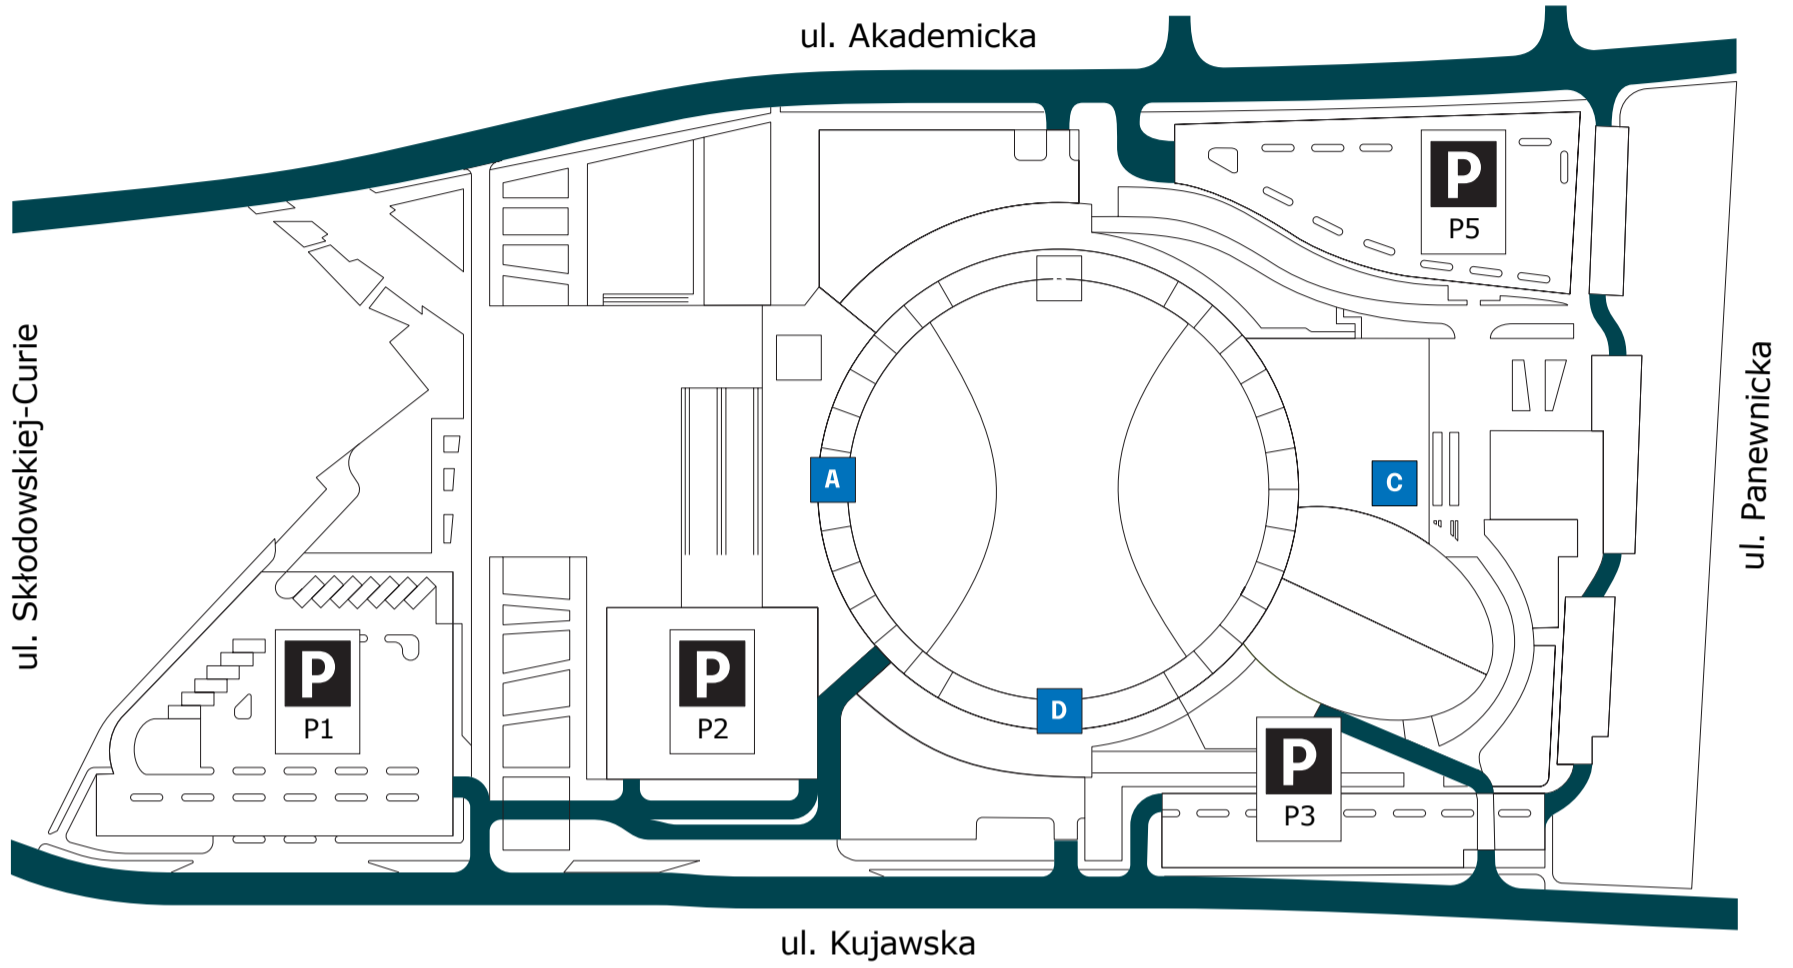 ul. Akademicka
P
P5
ul. Skłodowskiej-Curie
ul. Panewnicka
A
C
P
P1
P
P2
D
P
P3
ul. Kujawska